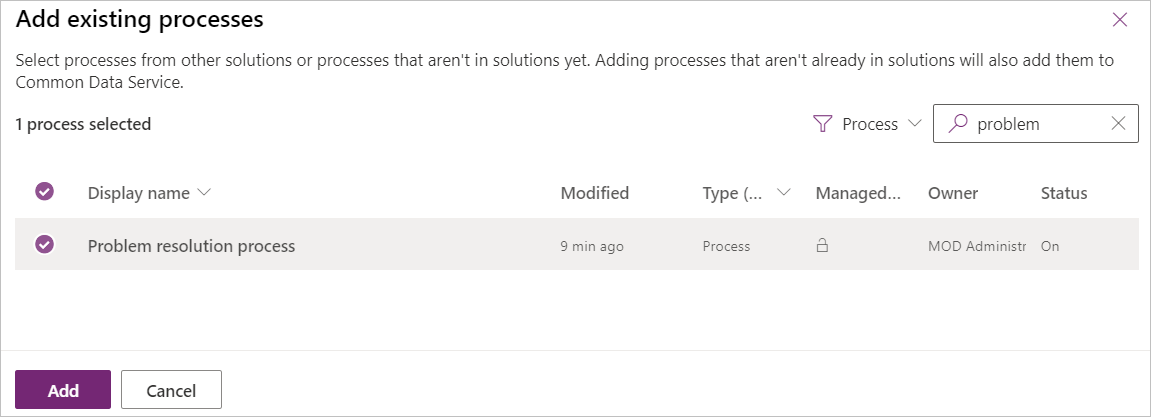 Add existing processes
Select processes from other solutions or processes that aren't in solutions yet. Adding processes that aren't already in solutions will also add them to
Common Data Service.
1 process selected
Process
problem
Display name Modified Type (... Managed... Owner Status
Problem resolution process 9 min ago Process MOD Administr On
Add Cancel